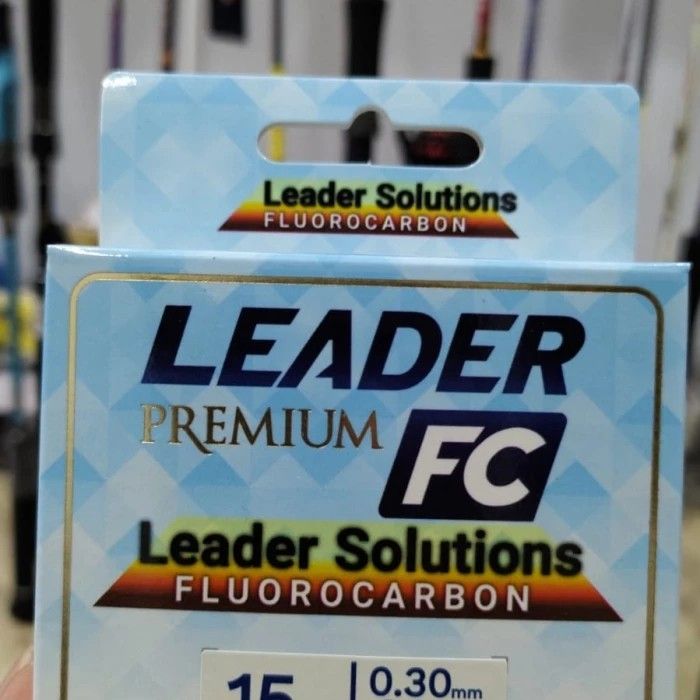 Leader Solutions
FLUOROCARBON
LEADER
PREMIUM FC
Leader Solutions
FLUOROCARBON
15 0.30mm